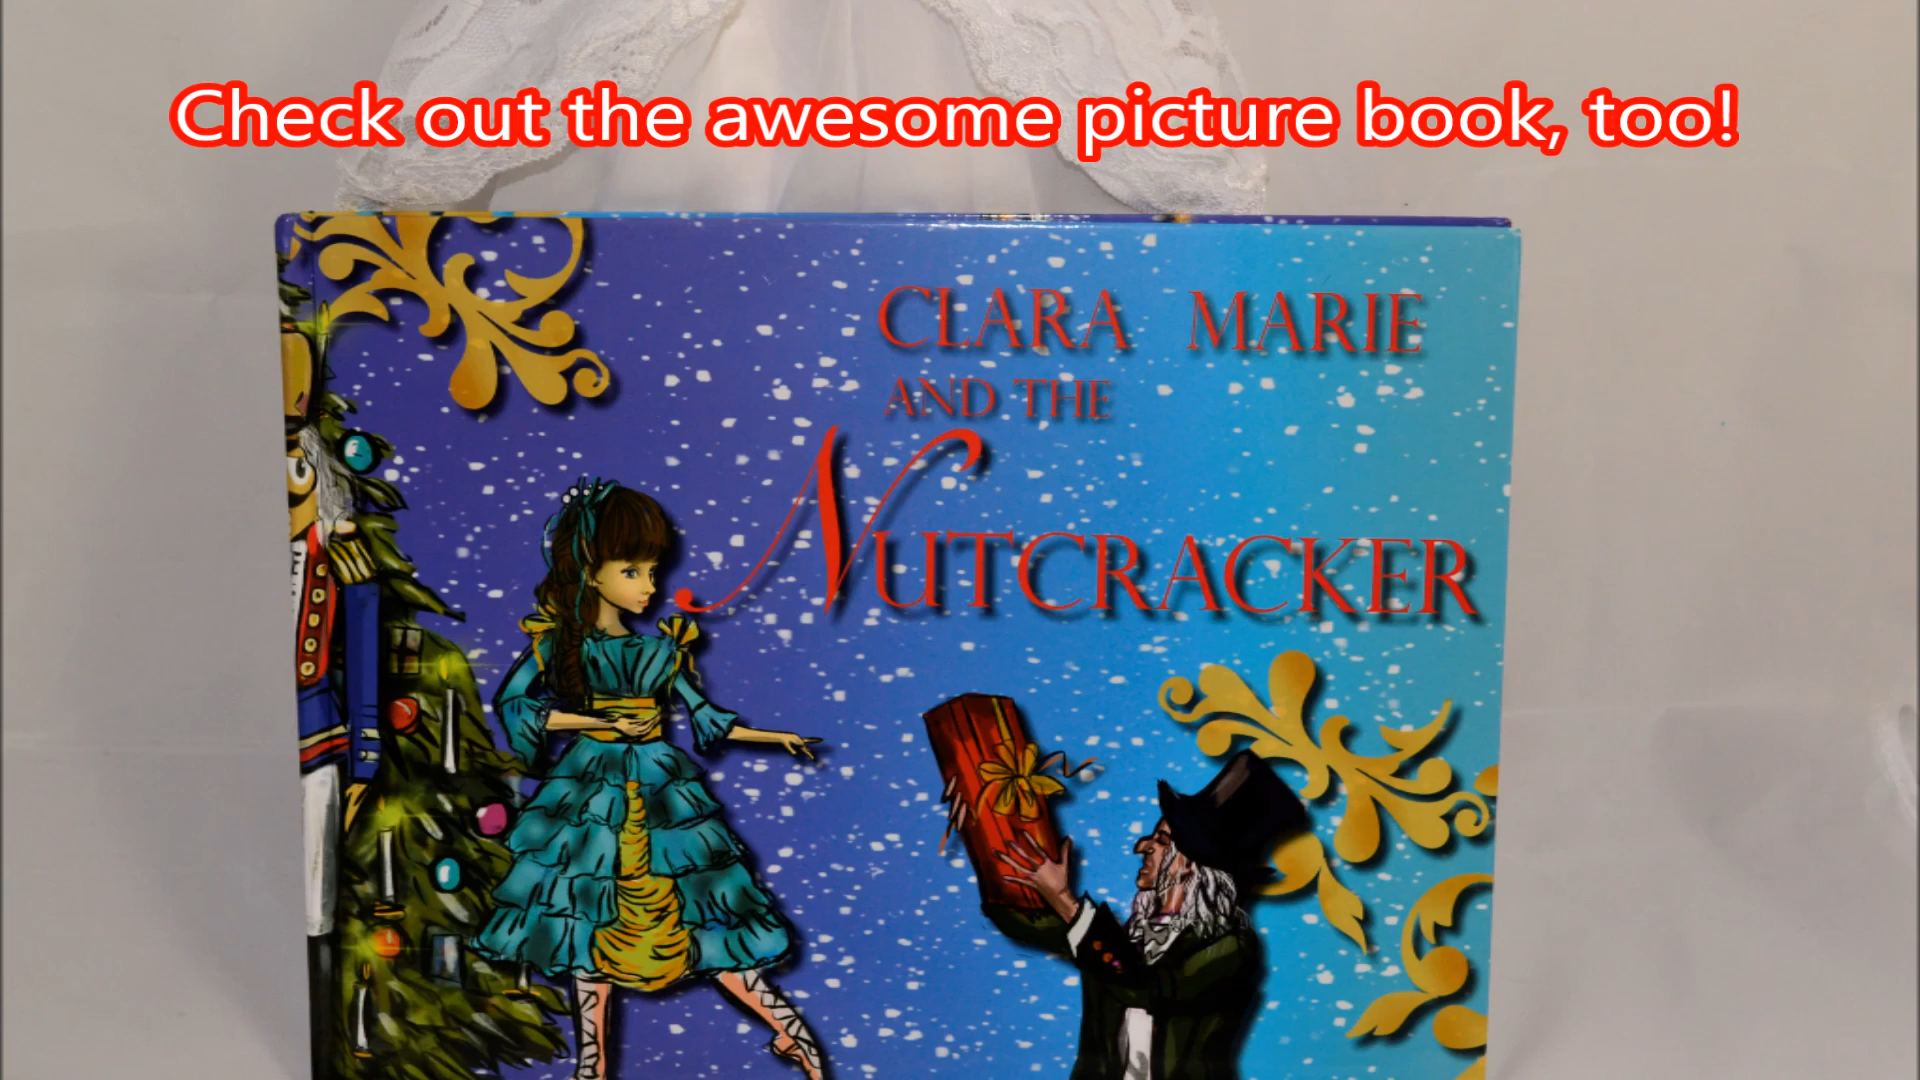 Check out the awesome picture book, too!
CLARA MARIE
AND THE
NUTCRACKER